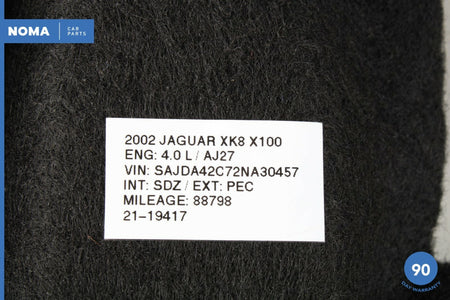 NOMA
CAR
PARTS
2002 JAGUAR XK8 X100
ENG: 4.0 L / AJ27
VIN: SAJDA42C72NA30457
INT: SDZ / EXT: PEC
MILEAGE: 88798
21-19417
90
DAY WARRANTY